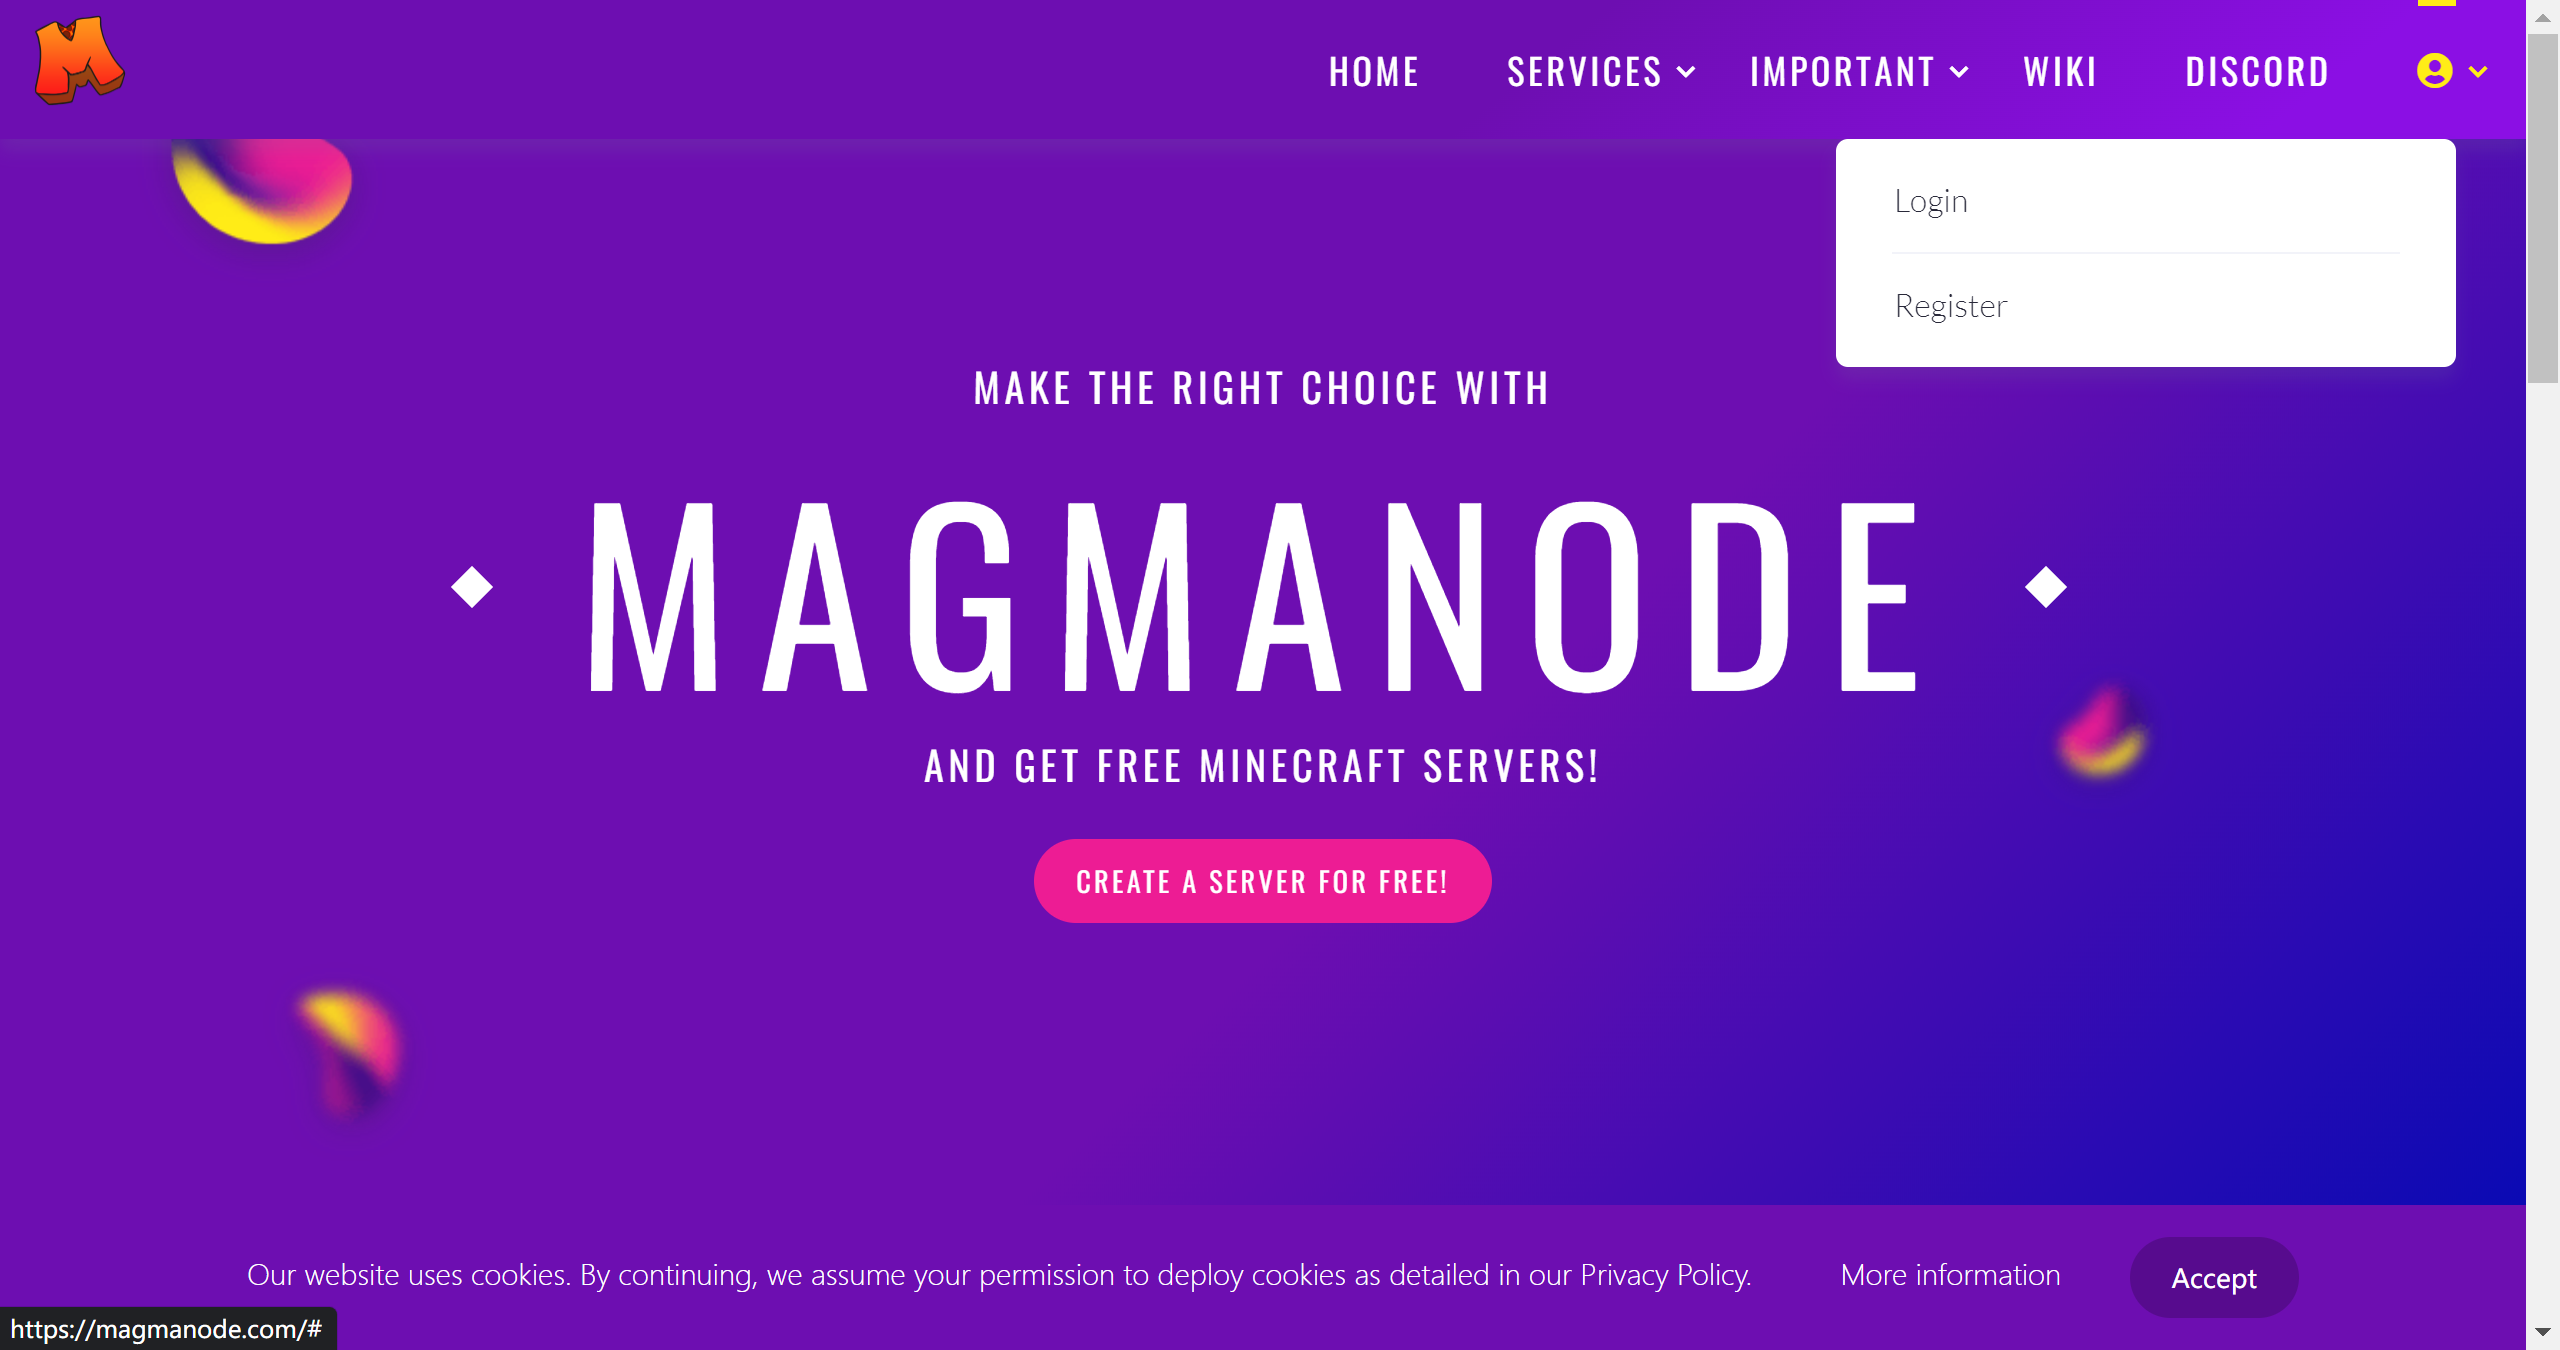 M
HOME SERVICES IMPORTANT WIKI DISCORD
Login
Register
MAKE THE RIGHT CHOICE WITH
MAGMANODE
AND GET FREE MINECRAFT SERVERS!
CREATE A SERVER FOR FREE!
Our website uses cookies. By continuing, we assume your permission to deploy cookies as detailed in our Privacy Policy. More information Accept
https://magmanode.com/#